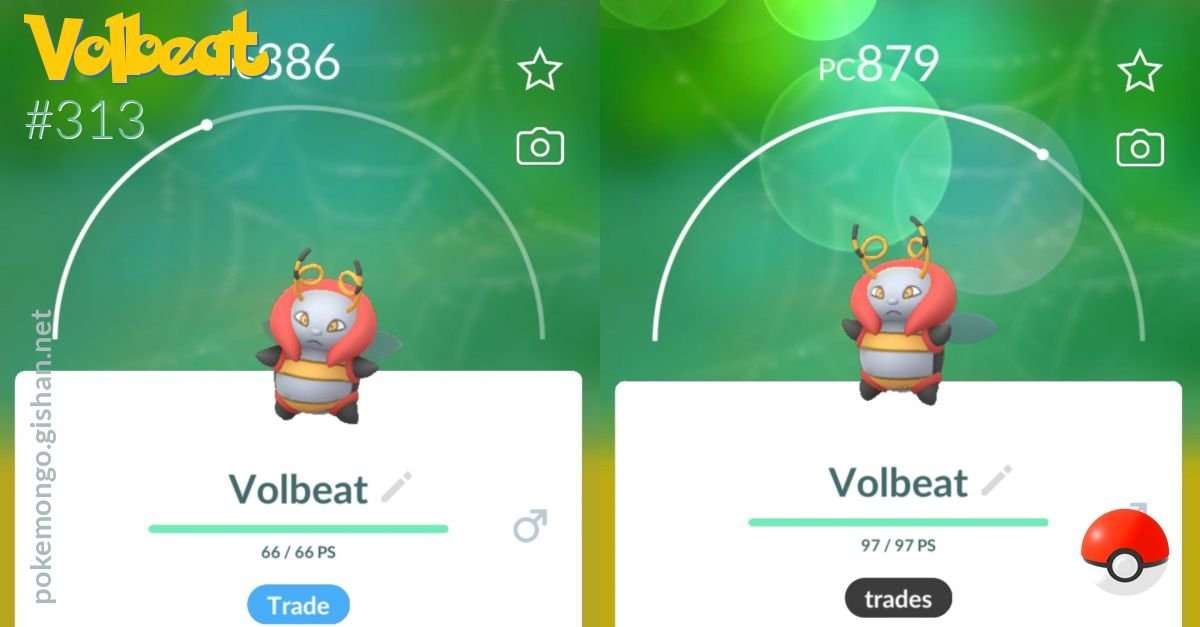 Volbeat
386
#313
Volbeat
66 / 66 PS
Trade
pokemongo.gishan.net
PC879
Volbeat
97 / 97 PS
trades